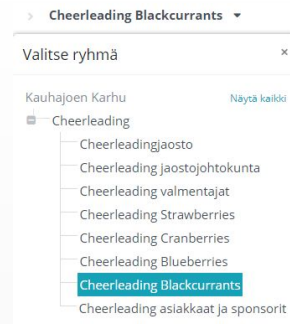 Cheerleading Blackcurrants
Valitse ryhmä ×
Kauhajoen Karhu Näytä kaikki
Cheerleading
Cheerleadingjaosto
Cheerleading jaostojohtokunta
Cheerleading valmentajat
Cheerleading Strawberries
Cheerleading Cranberries
Cheerleading Blueberries
Cheerleading Blackcurrants
Cheerleading asiakkaat ja sponsorit